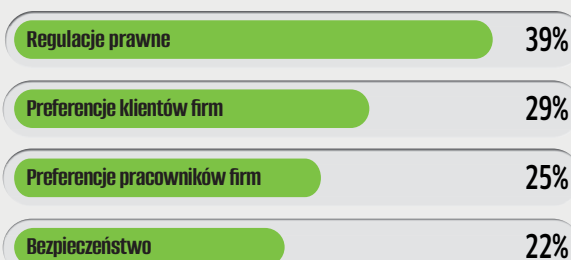 Regulacje prawne 39%
Preferencje klientów firm 29%
Preferencje pracowników firm 25%
Bezpieczeństwo 22%